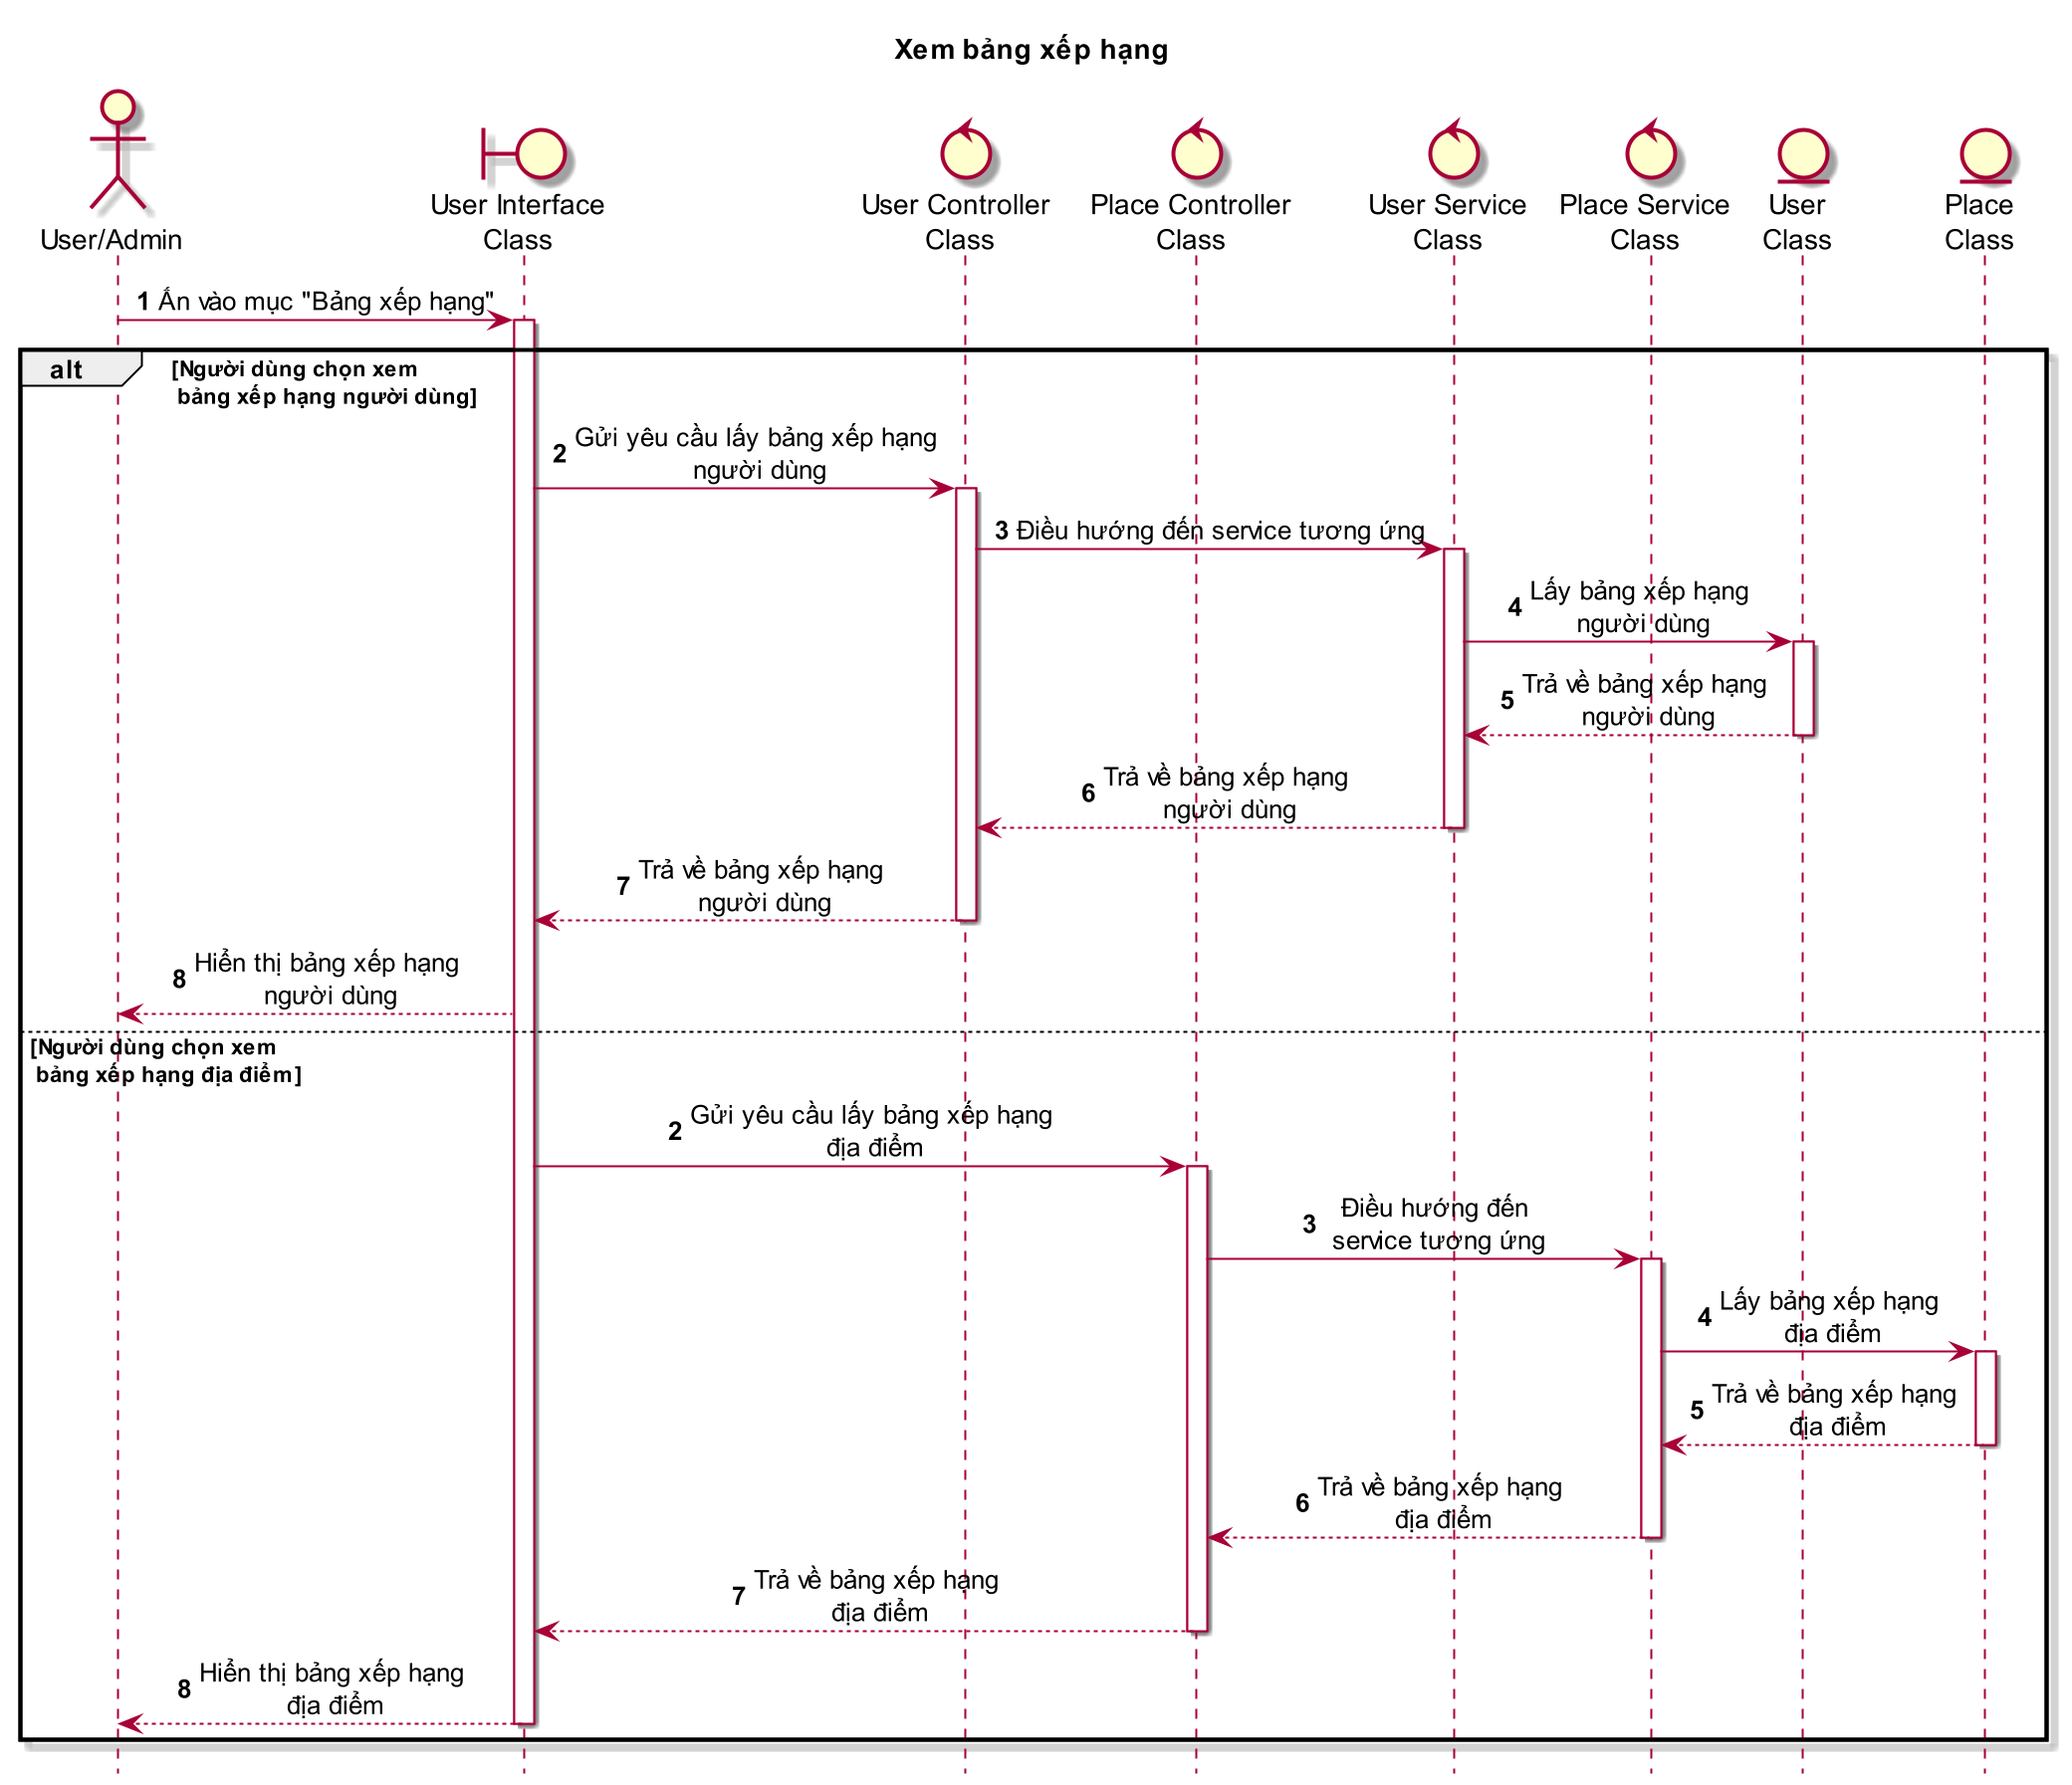 Xem bảng xếp hạng
User/Admin
User Interface
Class
User Controller
Class
Place Controller
Class
User Service
Class
Place Service
Class
User
Class
Place
Class
1 Ấn vào mục "Bảng xếp hạng"
alt
[Người dùng chọn xem
bảng xếp hạng người dùng]
2 Gửi yêu cầu lấy bảng xếp hạng
người dùng
3 Điều hướng đến service tương ứng
4 Lấy bảng xếp hạng
người dùng
5 Trả về bảng xếp hạng
người dùng
6 Trả về bảng xếp hạng
người dùng
7 Trả về bảng xếp hạng
người dùng
8 Hiển thị bảng xếp hạng
người dùng
[Người dùng chọn xem
bảng xếp hạng địa điểm]
2 Gửi yêu cầu lấy bảng xếp hạng
địa điểm
3 Điều hướng đến
service tương ứng
4 Lấy bảng xếp hạng
địa điểm
5 Trả về bảng xếp hạng
địa điểm
6 Trả về bảng xếp hạng
địa điểm
7 Trả về bảng xếp hạng
địa điểm
8 Hiển thị bảng xếp hạng
địa điểm